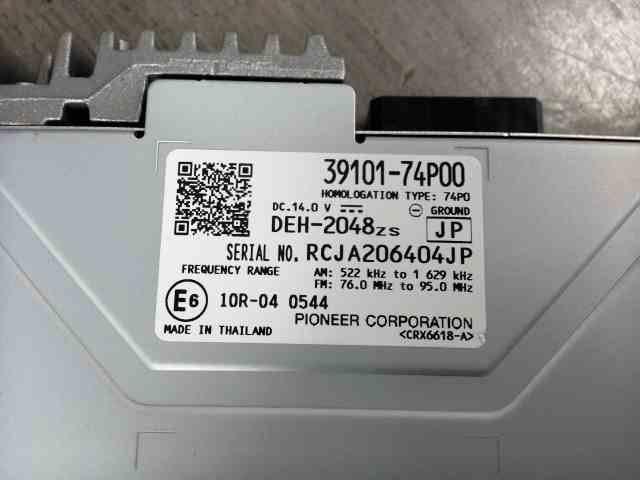 39101-74P00
HOMOLOGATION TYPE: 74P0
DC.14.0 V ⊖ GROUND
DEH-2048ZS JP
SERIAL NO. RCJA206404JP
FREQUENCY RANGE AM: 522 kHz to 1 629 kHz
FM: 76.0 MHz to 95.0 MHz
E6 10R-04 0544
PIONEER CORPORATION
MADE IN THAILAND <CRX6618-A>